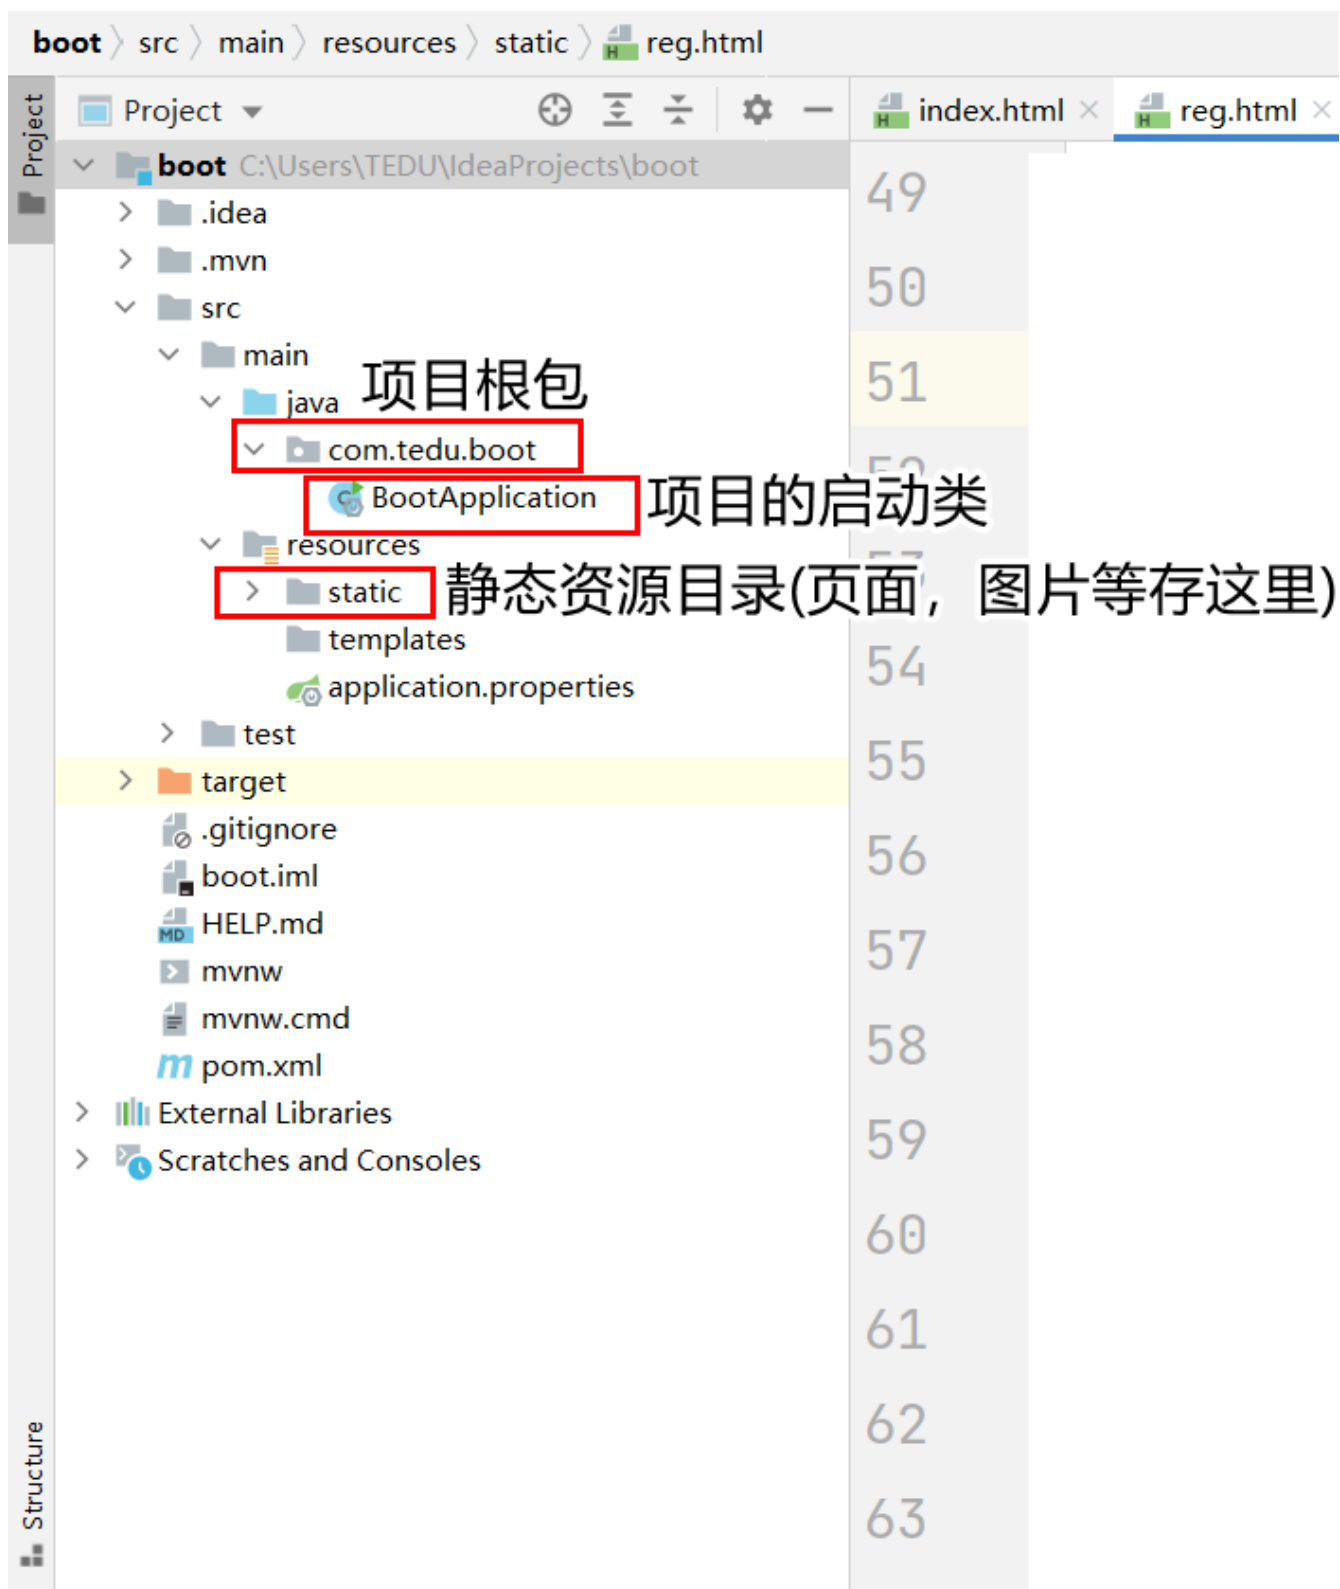 boot src main resources static reg.html
Project
Project
index.html
reg.html
boot C:\Users\TEDU\IdeaProjects\boot
49
.idea
.mvn
50
src
main
项目根包
51
java
com.tedu.boot
BootApplication
项目的启动类
resources
static
静态资源目录(页面，图片等存这里)
templates
54
application.properties
test
55
target
.gitignore
56
boot.iml
HELP.md
57
mvnw
mvnw.cmd
58
pom.xml
External Libraries
59
Scratches and Consoles
60
61
62
Structure
63